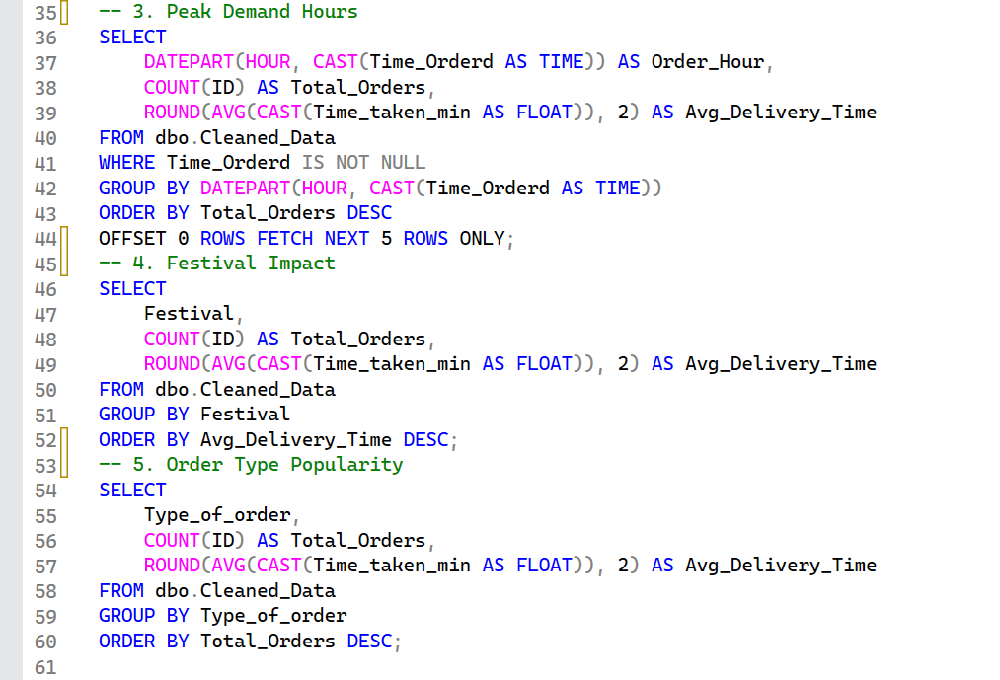 35 -- 3. Peak Demand Hours
36 SELECT
37     DATEPART(HOUR, CAST(Time_Orderd AS TIME)) AS Order_Hour,
38     COUNT(ID) AS Total_Orders,
39     ROUND(AVG(CAST(Time_taken_min AS FLOAT)), 2) AS Avg_Delivery_Time
40 FROM dbo.Cleaned_Data
41 WHERE Time_Orderd IS NOT NULL
42 GROUP BY DATEPART(HOUR, CAST(Time_Orderd AS TIME))
43 ORDER BY Total_Orders DESC
44 OFFSET 0 ROWS FETCH NEXT 5 ROWS ONLY;
45 -- 4. Festival Impact
46 SELECT
47     Festival,
48     COUNT(ID) AS Total_Orders,
49     ROUND(AVG(CAST(Time_taken_min AS FLOAT)), 2) AS Avg_Delivery_Time
50 FROM dbo.Cleaned_Data
51 GROUP BY Festival
52 ORDER BY Avg_Delivery_Time DESC;
53 -- 5. Order Type Popularity
54 SELECT
55     Type_of_order,
56     COUNT(ID) AS Total_Orders,
57     ROUND(AVG(CAST(Time_taken_min AS FLOAT)), 2) AS Avg_Delivery_Time
58 FROM dbo.Cleaned_Data
59 GROUP BY Type_of_order
60 ORDER BY Total_Orders DESC;
61